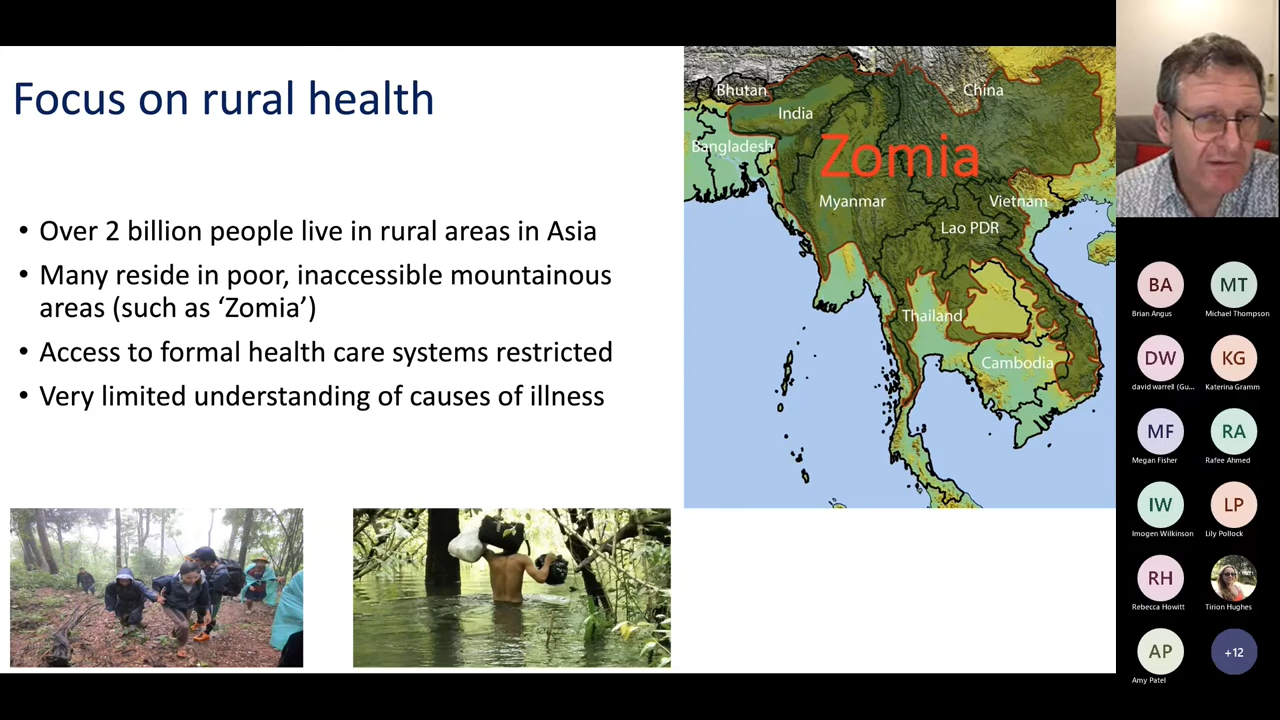 Focus on rural health
• Over 2 billion people live in rural areas in Asia
• Many reside in poor, inaccessible mountainous
areas (such as ‘Zomia’)
• Access to formal health care systems restricted
• Very limited understanding of causes of illness
Bhutan
China
India
Bangladesh
Zomia
Myanmar
Vietnam
Lao PDR
Thailand
Cambodia
BA
MT
Brian Angus
Michael Thompson
DW
KG
david warrell (Gu...
Katerina Gramm
MF
RA
Megan Fisher
Rafee Ahmed
IW
LP
Imogen Wilkinson
Lily Pollock
RH
Rebecca Howitt
Tirion Hughes
AP
+12
Amy Patel